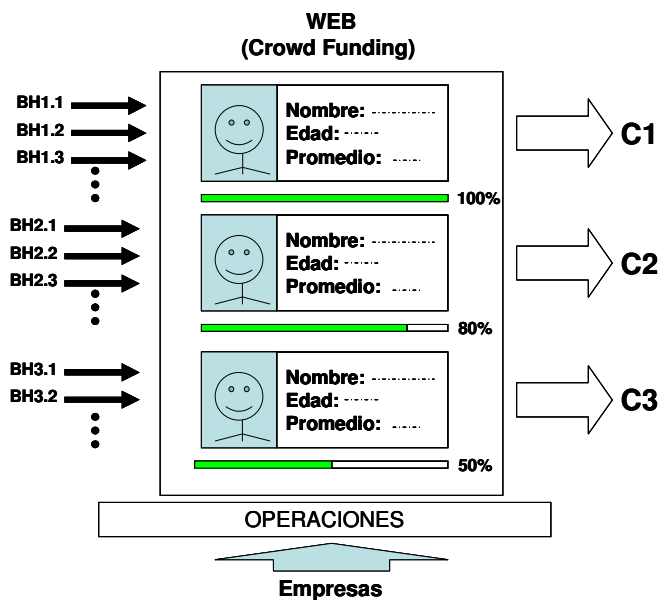 WEB
(Crowd Funding)
BH1.1
BH1.2
BH1.3
Nombre:
Edad:
Promedio:
100%
C1
BH2.1
BH2.2
BH2.3
Nombre:
Edad:
Promedio:
80%
C2
BH3.1
BH3.2
Nombre:
Edad:
Promedio:
50%
C3
OPERACIONES
Empresas